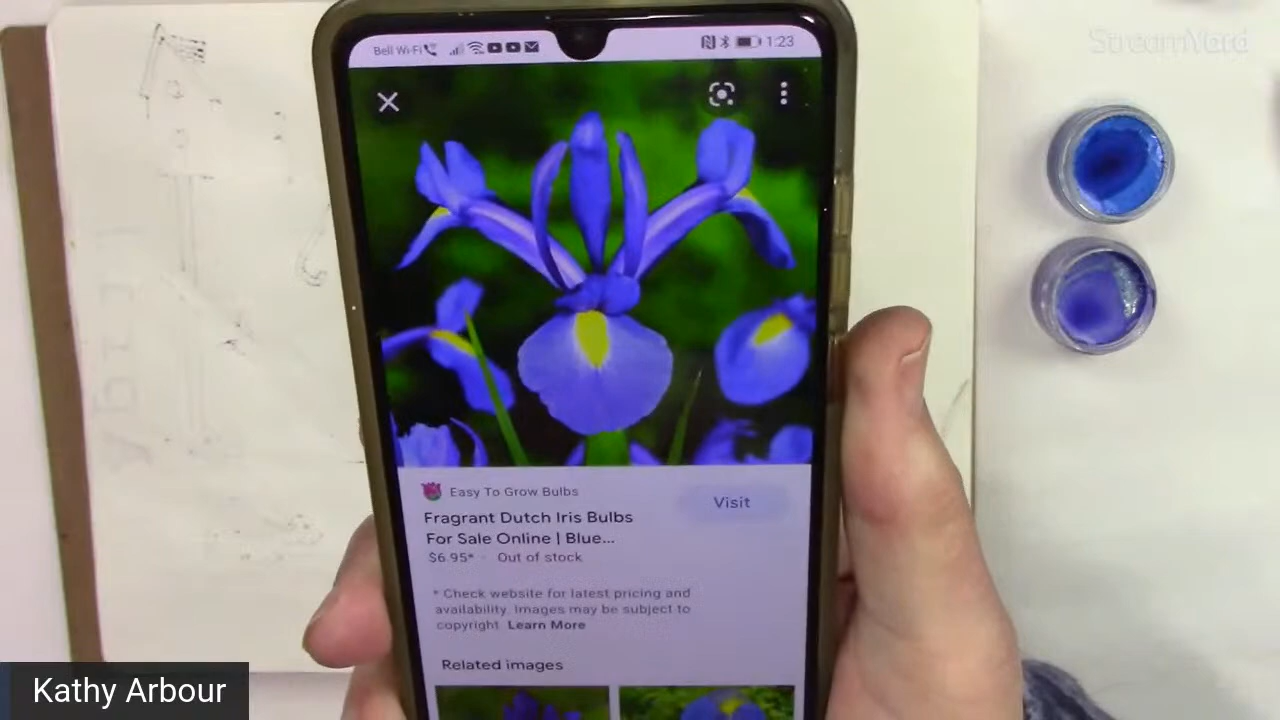 StreamYard
Bell Wi-Fi
1:23
Easy To Grow Bulbs
Visit
Fragrant Dutch Iris Bulbs
For Sale Online | Blue...
$6.95* · Out of stock
* Check website for latest pricing and
availability. Images may be subject to
copyright. Learn More
Related images
Kathy Arbour